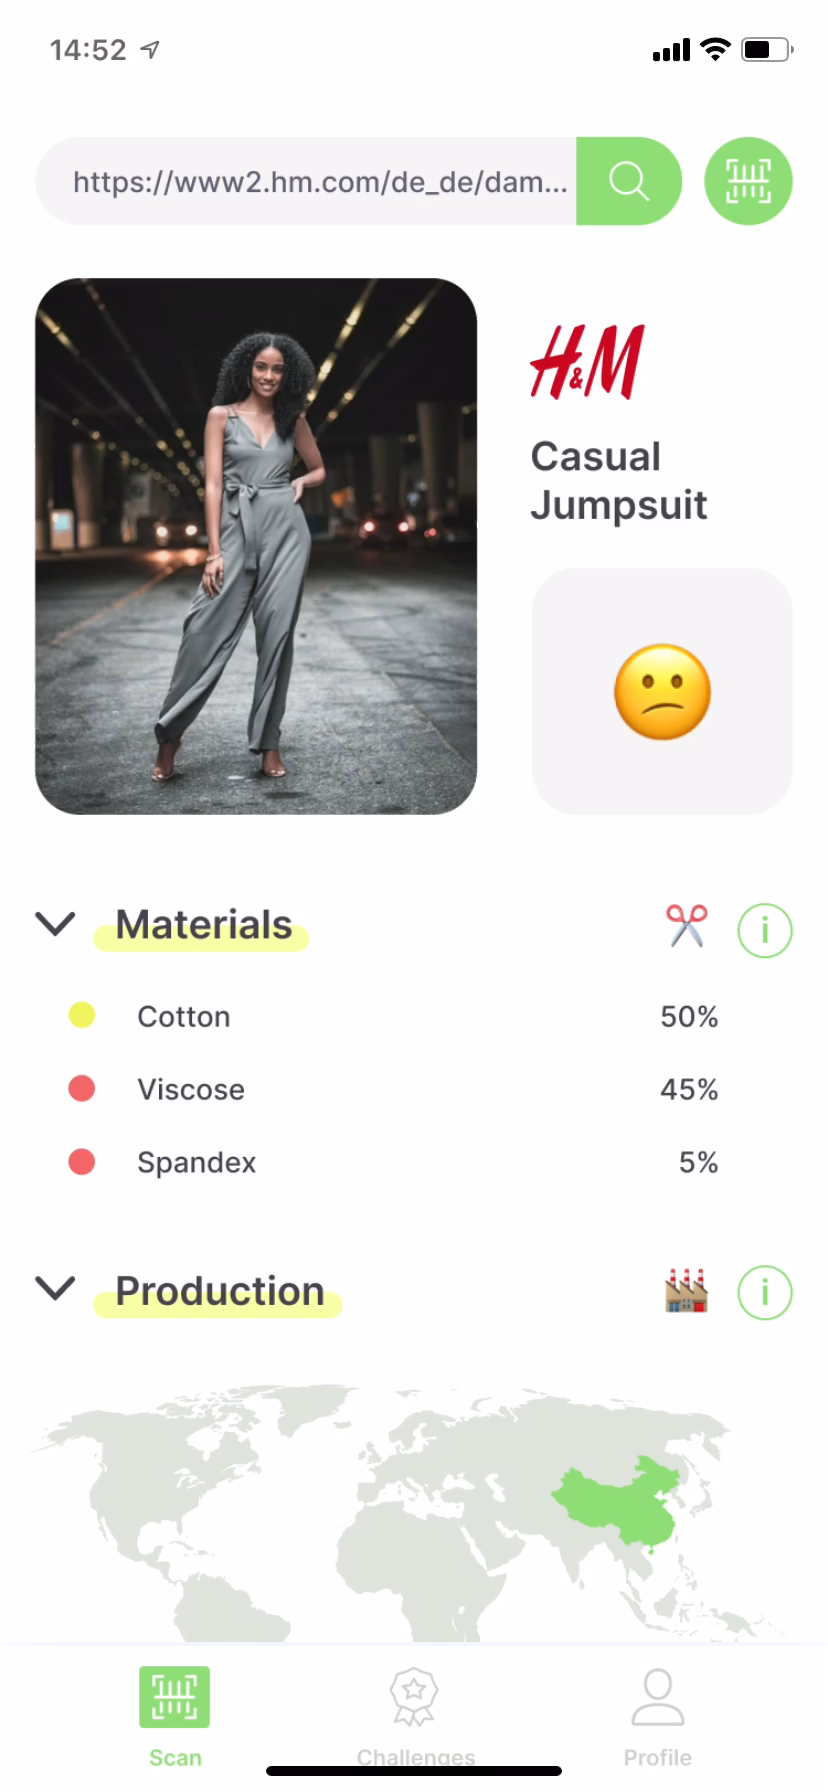 14:52
https://www2.hm.com/de_de/dam...
H&M
Casual
Jumpsuit
Materials
i
Cotton 50%
Viscose 45%
Spandex 5%
Production
i
Scan
Challenges
Profile